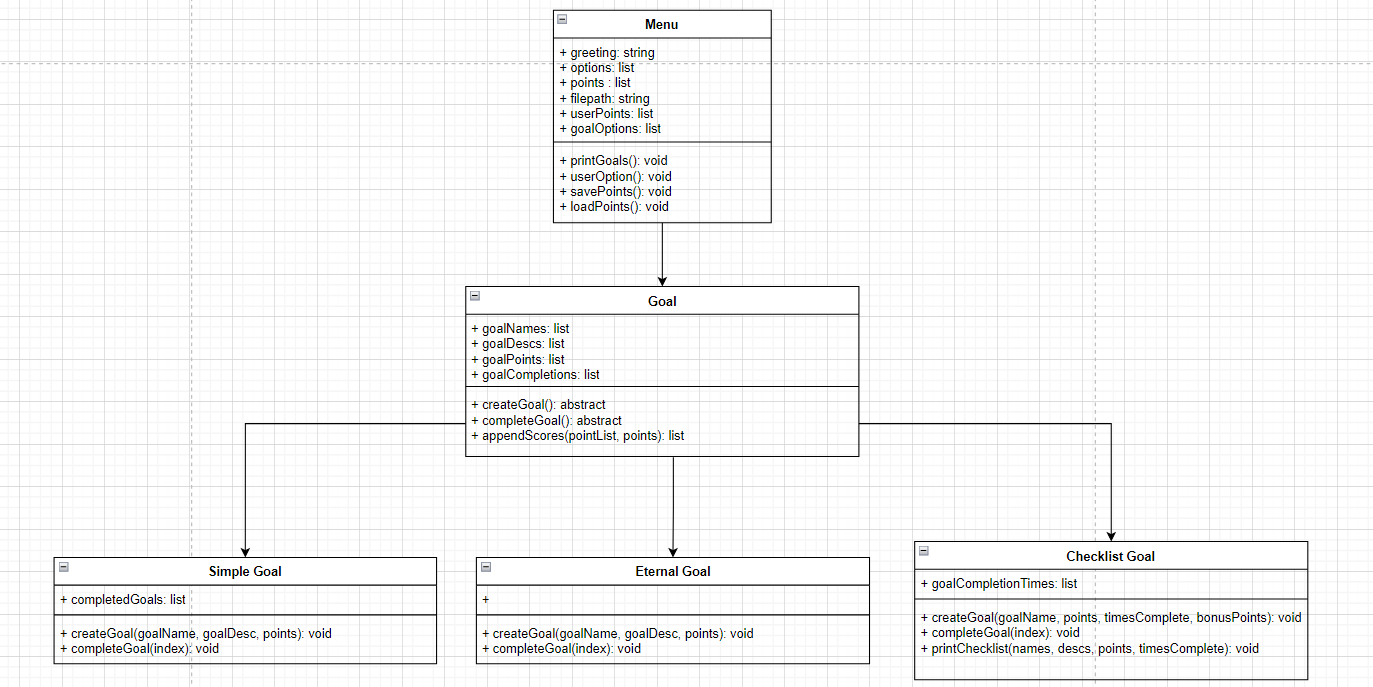 Menu
+ greeting: string
+ options: list
+ points : list
+ filepath: string
+ userPoints: list
+ goalOptions: list
+ printGoals(): void
+ userOption(): void
+ savePoints(): void
+ loadPoints(): void
Goal
+ goalNames: list
+ goalDescs: list
+ goalPoints: list
+ goalCompletions: list
+ createGoal(): abstract
+ completeGoal(): abstract
+ appendScores(pointList, points): list
Simple Goal
+ completedGoals: list
+ createGoal(goalName, goalDesc, points): void
+ completeGoal(index): void
Eternal Goal
+
+ createGoal(goalName, goalDesc, points): void
+ completeGoal(index): void
Checklist Goal
+ goalCompletionTimes: list
+ createGoal(goalName, points, timesComplete, bonusPoints): void
+ completeGoal(index): void
+ printChecklist(names, descs, points, timesComplete): void